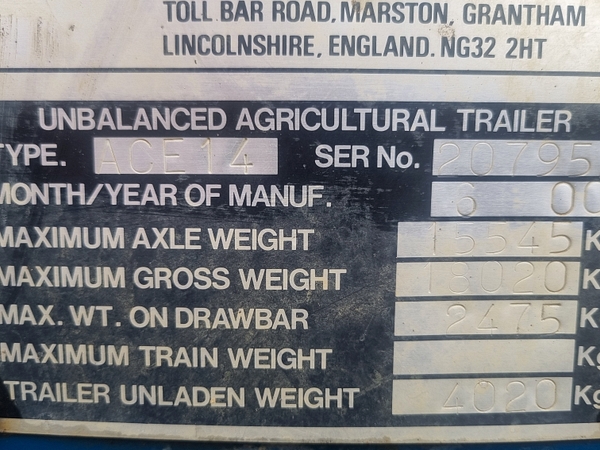 TOLL BAR ROAD, MARSTON, GRANTHAM
LINCOLNSHIRE, ENGLAND. NG32 2HT
UNBALANCED AGRICULTURAL TRAILER
TYPE. ACE14 SER No. 20795
MONTH/YEAR OF MANUF. 6 00
MAXIMUM AXLE WEIGHT 15545 K
MAXIMUM GROSS WEIGHT 18020 K
MAX. WT. ON DRAWBAR 2475 K
MAXIMUM TRAIN WEIGHT Kg
TRAILER UNLADEN WEIGHT 4020 Kg